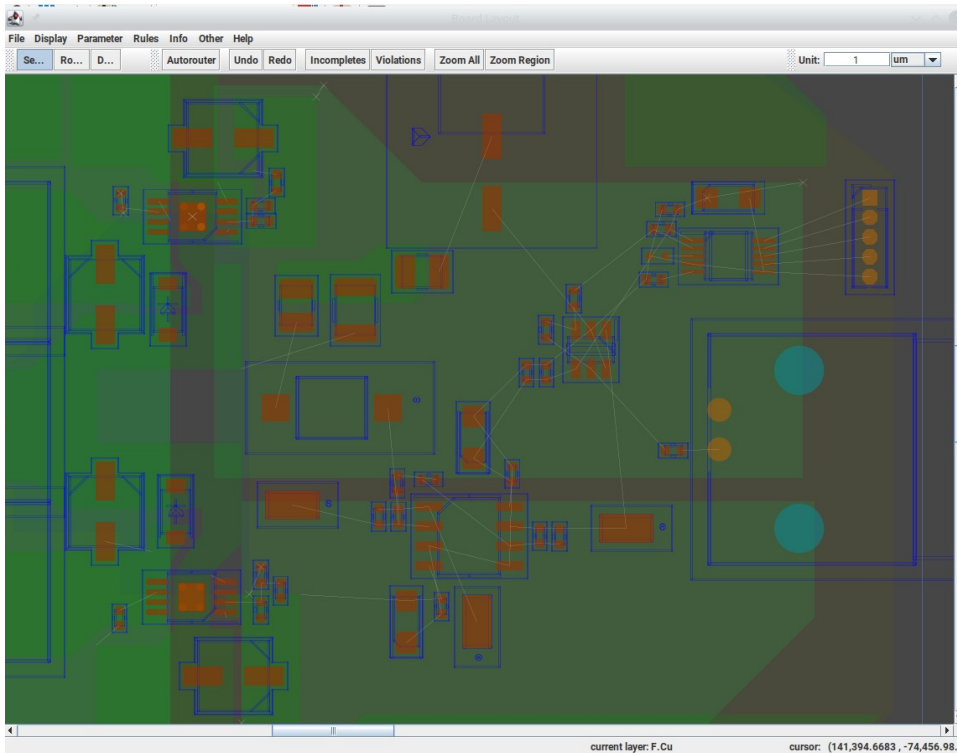 Board Layout
File Display Parameter Rules Info Other Help
Se... Ro... D... Autorouter Undo Redo Incompletes Violations Zoom All Zoom Region Unit: 1 um
current layer: F.Cu cursor: (141,394.6683 , -74,456.98